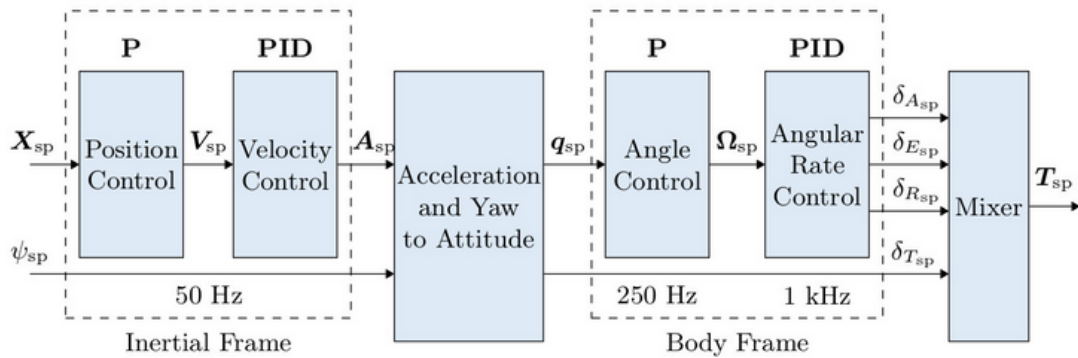 P
PID
P
PID
X_sp
Position
Control
V_sp
Velocity
Control
A_sp
Acceleration
and Yaw
to Attitude
q_sp
Angle
Control
Ω_sp
Angular
Rate
Control
δ_A_sp
δ_E_sp
δ_R_sp
δ_T_sp
Mixer
T_sp
ψ_sp
50 Hz
250 Hz
1 kHz
Inertial Frame
Body Frame